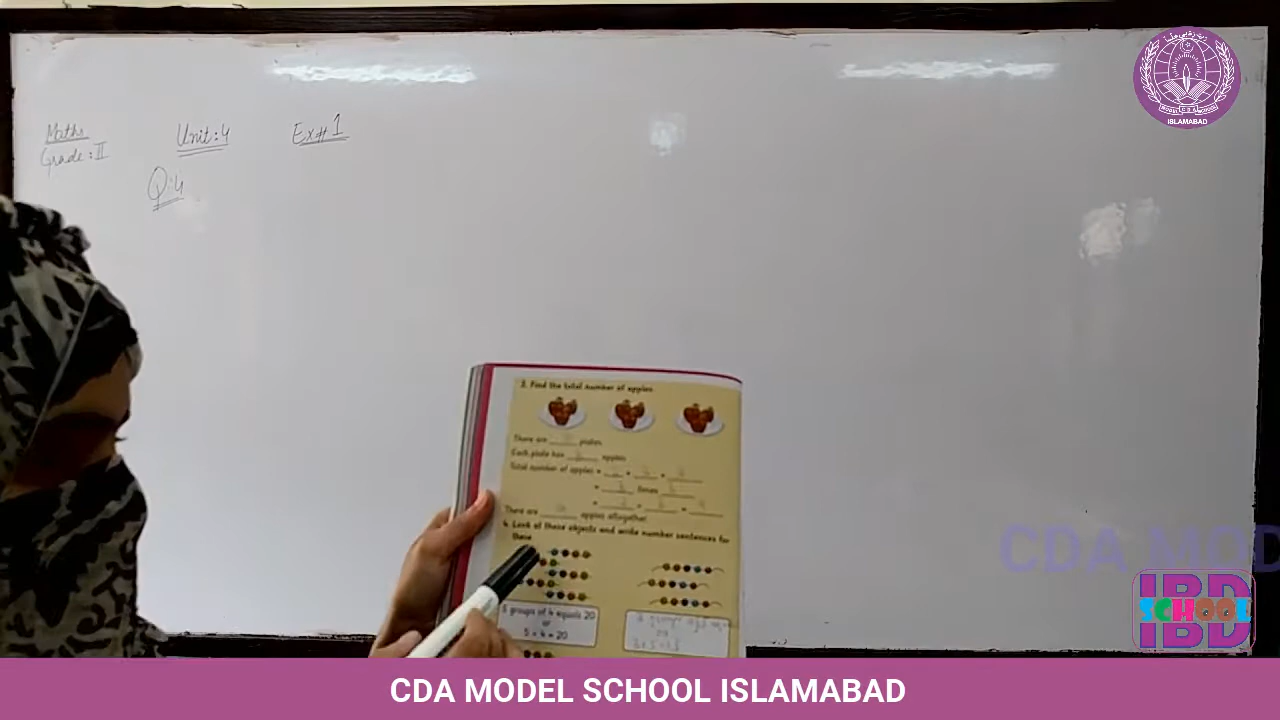 Maths
Grade: II
Unit: 4
Ex# 1
Q:4
ISLAMABAD
3. Find the total number of apples.
There are plates
Each plate has apples
Total number of apples = + + =
= times
= × =
There are apples altogether
4. Look at these objects and write number sentences for
these
5 groups of 4 equals 20
or
5 × 4 = 20
CDA MOD
IBD
SCHOOL
CDA MODEL SCHOOL ISLAMABAD